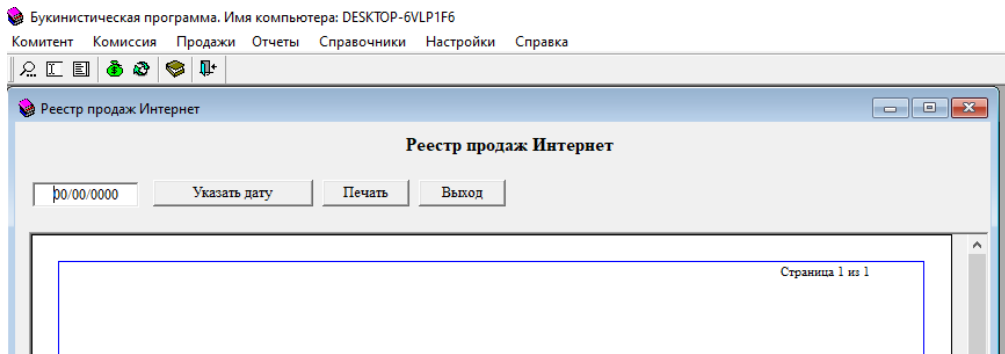 Букинистическая программа. Имя компьютера: DESKTOP-6VLP1F6
Комитент Комиссия Продажи Отчеты Справочники Настройки Справка
Реестр продаж Интернет
Реестр продаж Интернет
00/00/0000 Указать дату Печать Выход
Страница 1 из 1